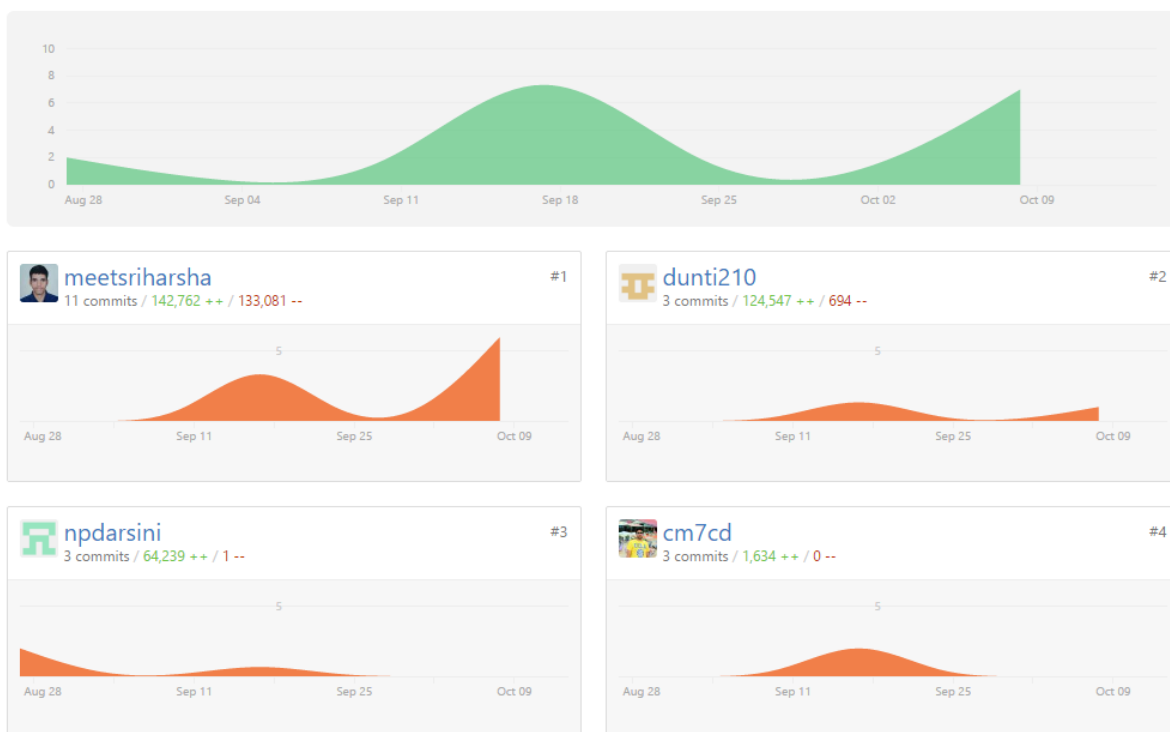 10
8
6
4
2
0
Aug 28 Sep 04 Sep 11 Sep 18 Sep 25 Oct 02 Oct 09
meetsriharsha #1
11 commits / 142,762 ++ / 133,081 --
5
Aug 28 Sep 11 Sep 25 Oct 09
dunti210 #2
3 commits / 124,547 ++ / 694 --
5
Aug 28 Sep 11 Sep 25 Oct 09
npdarsini #3
3 commits / 64,239 ++ / 1 --
5
Aug 28 Sep 11 Sep 25 Oct 09
cm7cd #4
3 commits / 1,634 ++ / 0 --
5
Aug 28 Sep 11 Sep 25 Oct 09